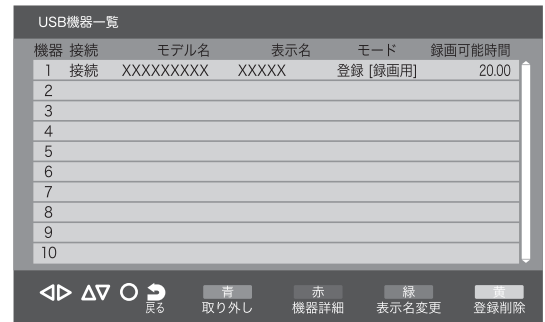 USB機器一覧
機器 接続 モデル名 表示名 モード 録画可能時間
1 接続 XXXXXXXXX XXXXX 登録 [録画用] 20.00
2
3
4
5
6
7
8
9
10
戻る
青 赤 緑 黄
取り外し 機器詳細 表示名変更 登録削除